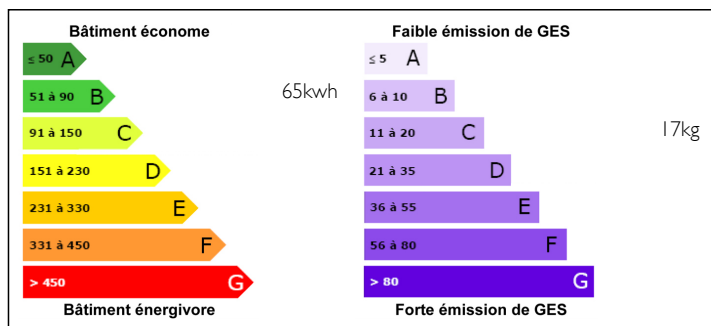 Bâtiment économe
≤ 50 A
51 à 90 B
91 à 150 C
151 à 230 D
231 à 330 E
331 à 450 F
> 450 G
Bâtiment énergivore
65kwh
Faible émission de GES
≤ 5 A
6 à 10 B
11 à 20 C
21 à 35 D
36 à 55 E
56 à 80 F
> 80 G
Forte émission de GES
17kg